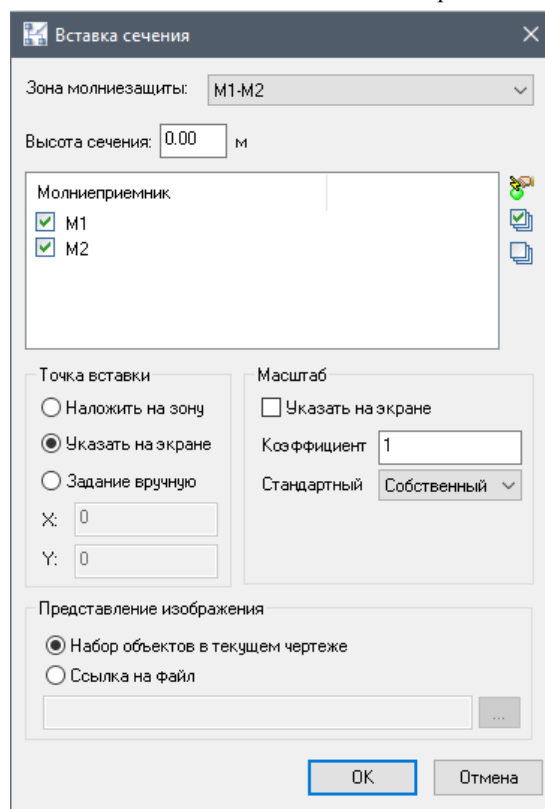 Вставка сечения
Зона молниезащиты: М1-М2
Высота сечения: 0.00 м
Молниеприемник
М1
М2
Точка вставки
Наложить на зону
Указать на экране
Задание вручную
X: 0
Y: 0
Масштаб
Указать на экране
Коэффициент 1
Стандартный Собственный
Представление изображения
Набор объектов в текущем чертеже
Ссылка на файл
...
OK Отмена